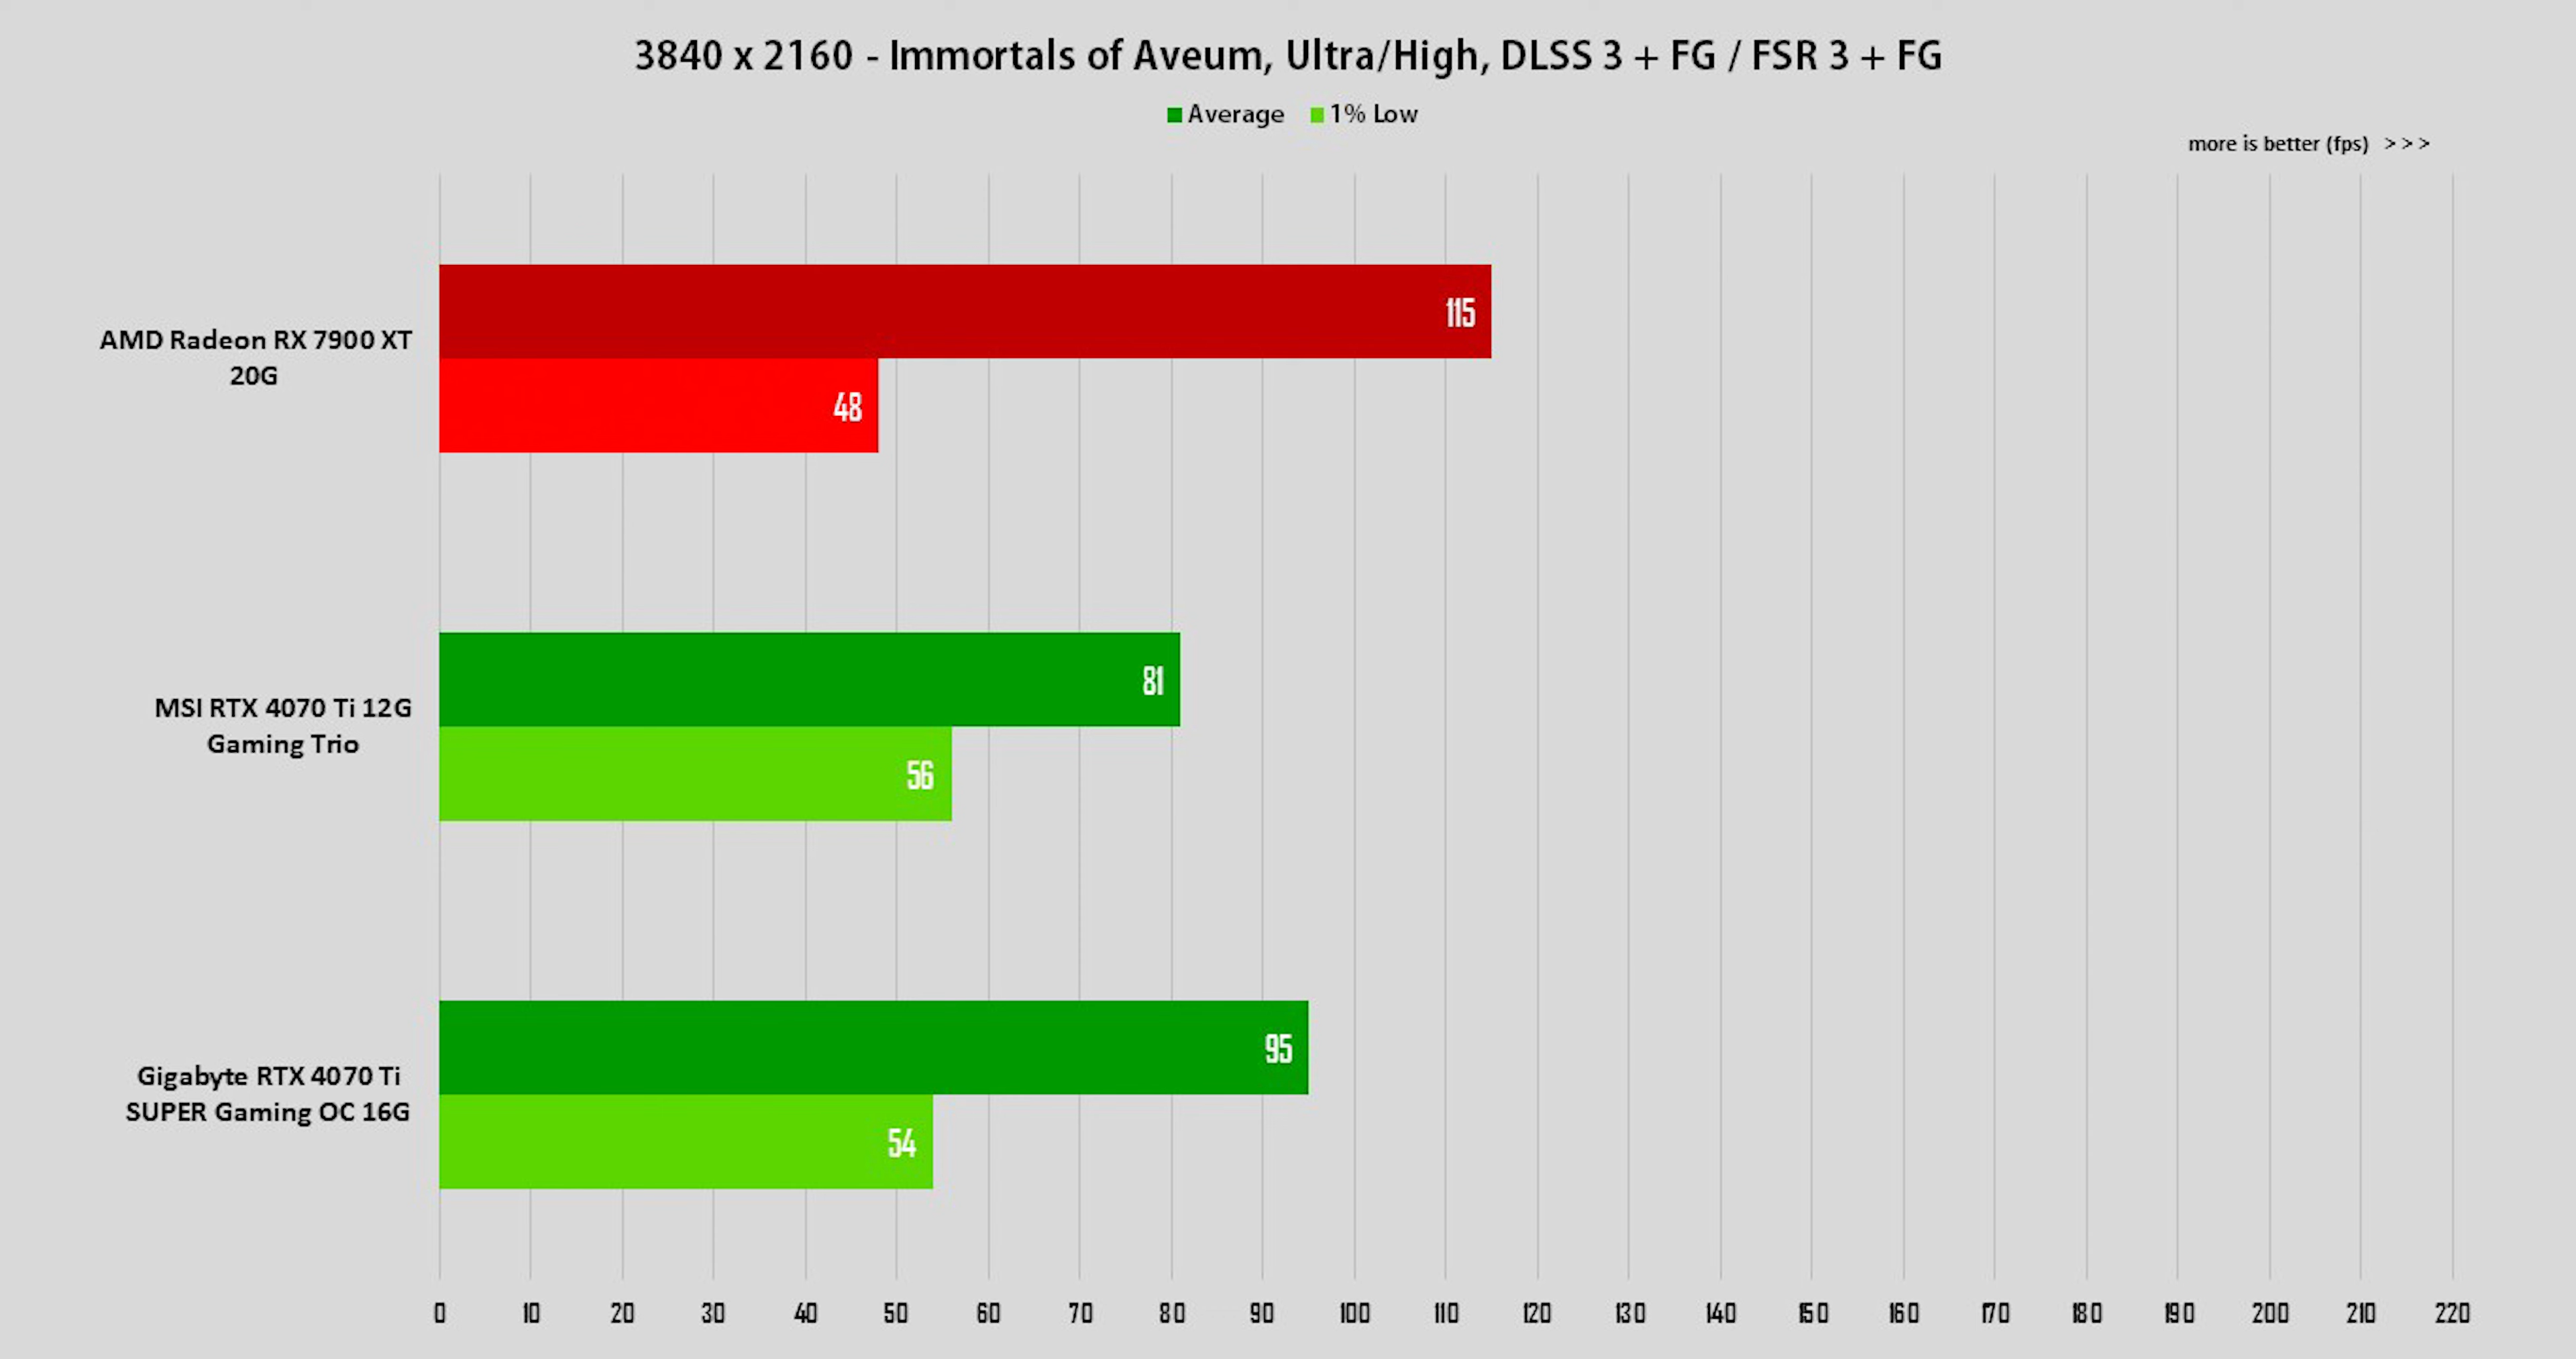 3840 x 2160 - Immortals of Aveum, Ultra/High, DLSS 3 + FG / FSR 3 + FG
Average 1% Low
more is better (fps) >>>
AMD Radeon RX 7900 XT
20G
115
48
MSI RTX 4070 Ti 12G
Gaming Trio
81
56
Gigabyte RTX 4070 Ti
SUPER Gaming OC 16G
95
54
0 10 20 30 40 50 60 70 80 90 100 110 120 130 140 150 160 170 180 190 200 210 220